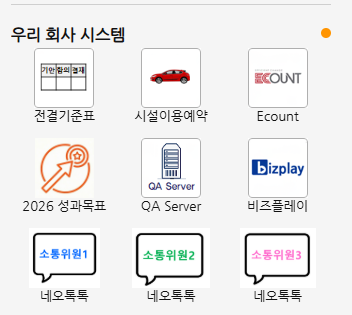 우리 회사 시스템
기안 합의 결재
ECOUNT
전결기준표 시설이용예약 Ecount
QA Server
bizplay
2026 성과목표 QA Server 비즈플레이
소통위원1 소통위원2 소통위원3
네오톡톡 네오톡톡 네오톡톡